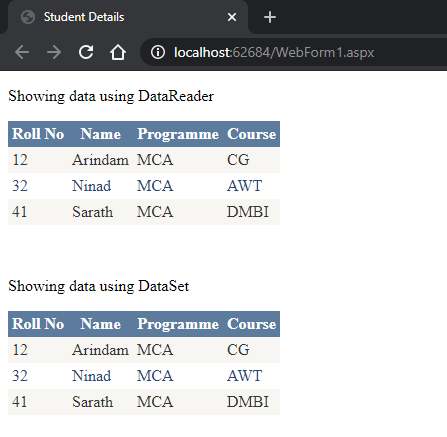 Student Details
localhost:62684/WebForm1.aspx
Showing data using DataReader
Roll No Name Programme Course
12 Arindam MCA CG
32 Ninad MCA AWT
41 Sarath MCA DMBI
Showing data using DataSet
Roll No Name Programme Course
12 Arindam MCA CG
32 Ninad MCA AWT
41 Sarath MCA DMBI